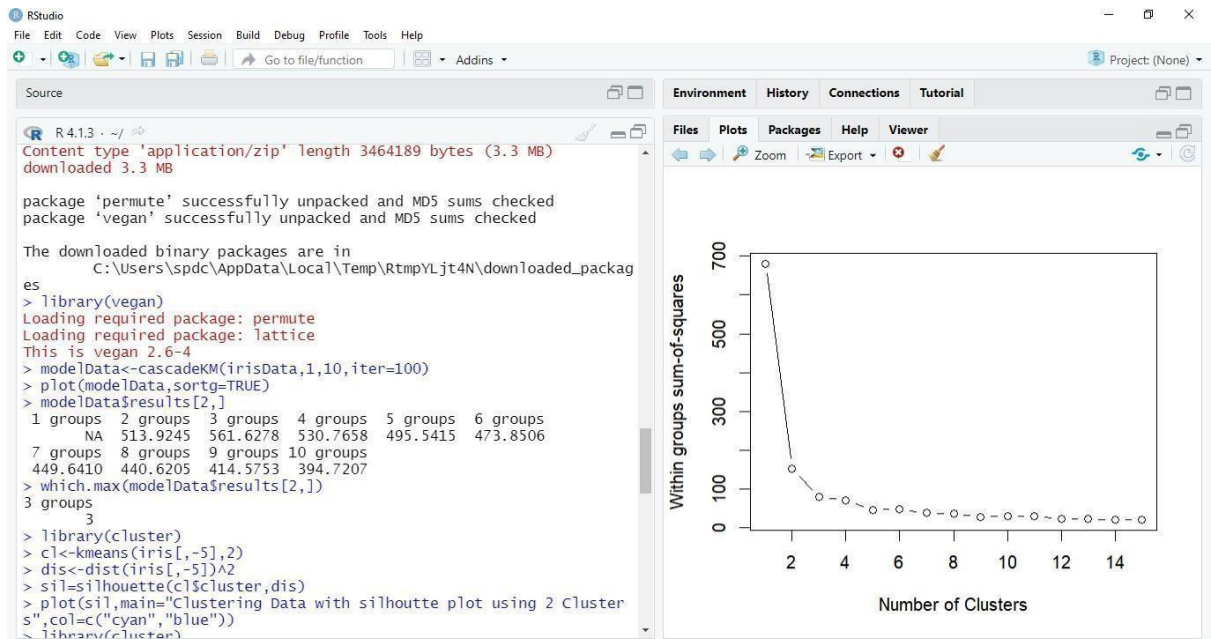 RStudio
File Edit Code View Plots Session Build Debug Profile Tools Help
Go to file/function
Addins
Project: (None)
Source
R 4.1.3 · ~/
Content type 'application/zip' length 3464189 bytes (3.3 MB)
downloaded 3.3 MB
package ‘permute’ successfully unpacked and MD5 sums checked
package ‘vegan’ successfully unpacked and MD5 sums checked
The downloaded binary packages are in
C:\Users\spdc\AppData\Local\Temp\RtmpYLjt4N\downloaded_packag
es
> library(vegan)
Loading required package: permute
Loading required package: lattice
This is vegan 2.6-4
> modelData<-cascadeKM(irisData,1,10,iter=100)
> plot(modelData,sortg=TRUE)
> modelData$results[2,]
1 groups 2 groups 3 groups 4 groups 5 groups 6 groups
NA 513.9245 561.6278 530.7658 495.5415 473.8506
7 groups 8 groups 9 groups 10 groups
449.6410 440.6205 414.5753 394.7207
> which.max(modelData$results[2,])
3 groups
3
> library(cluster)
> cl<-kmeans(iris[,-5],2)
> dis<-dist(iris[,-5])^2
> sil=silhouette(cl$cluster,dis)
> plot(sil,main="Clustering Data with silhoutte plot using 2 Cluster
s",col=c("cyan","blue"))
> library(cluster)
Environment History Connections Tutorial
Files Plots Packages Help Viewer
Zoom Export
Within groups sum-of-squares
700
500
300
100
0
2 4 6 8 10 12 14
Number of Clusters